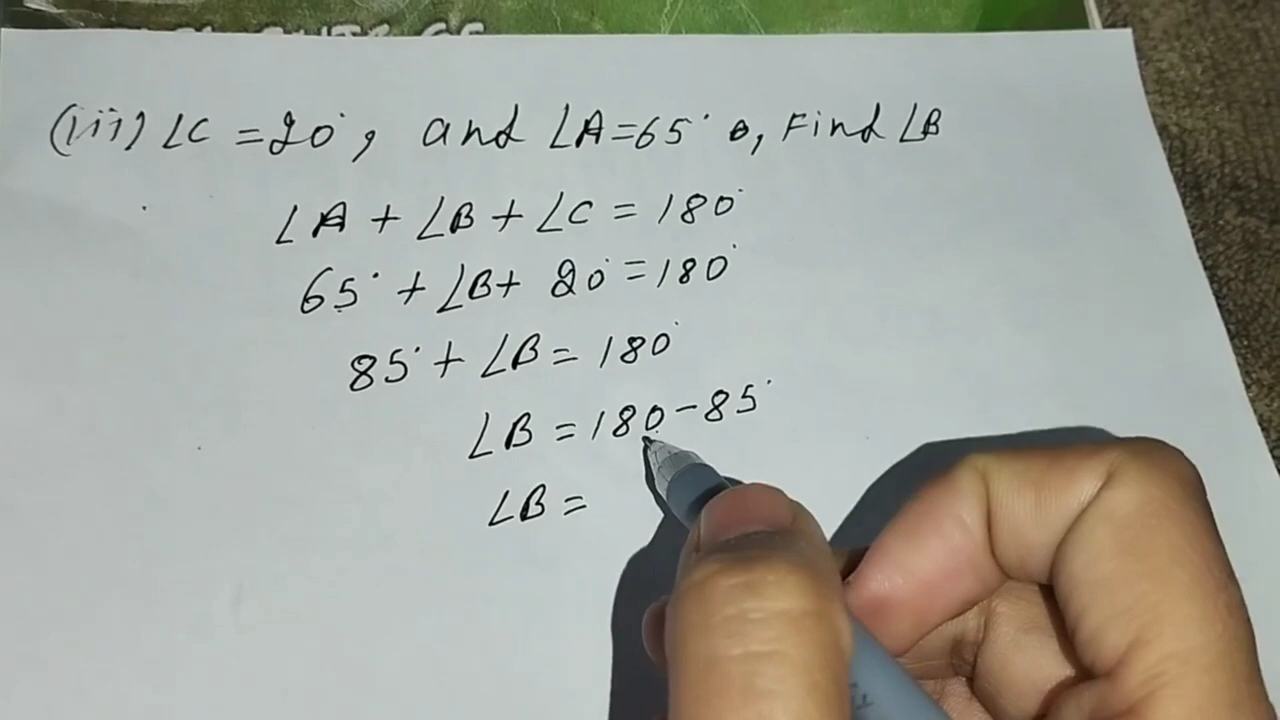 (iii) ∠C = 20°, and ∠A = 65°, Find ∠B
∠A + ∠B + ∠C = 180°
65° + ∠B + 20° = 180°
85° + ∠B = 180°
∠B = 180 - 85°
∠B =